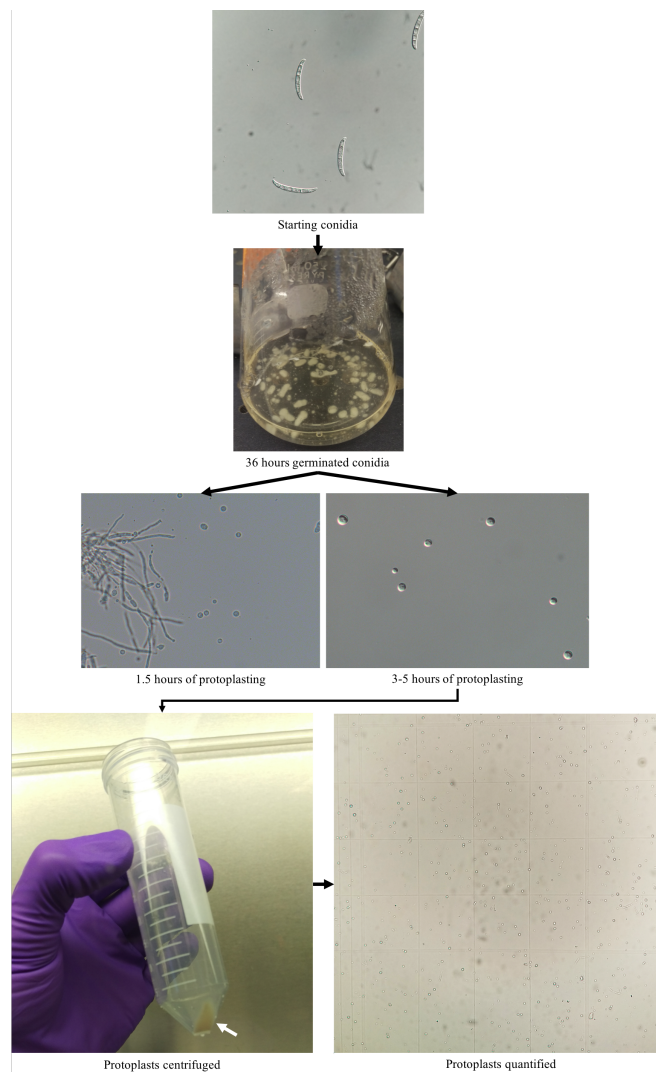 Starting conidia
36 hours germinated conidia
1.5 hours of protoplasting
3-5 hours of protoplasting
Protoplasts centrifuged
Protoplasts quantified